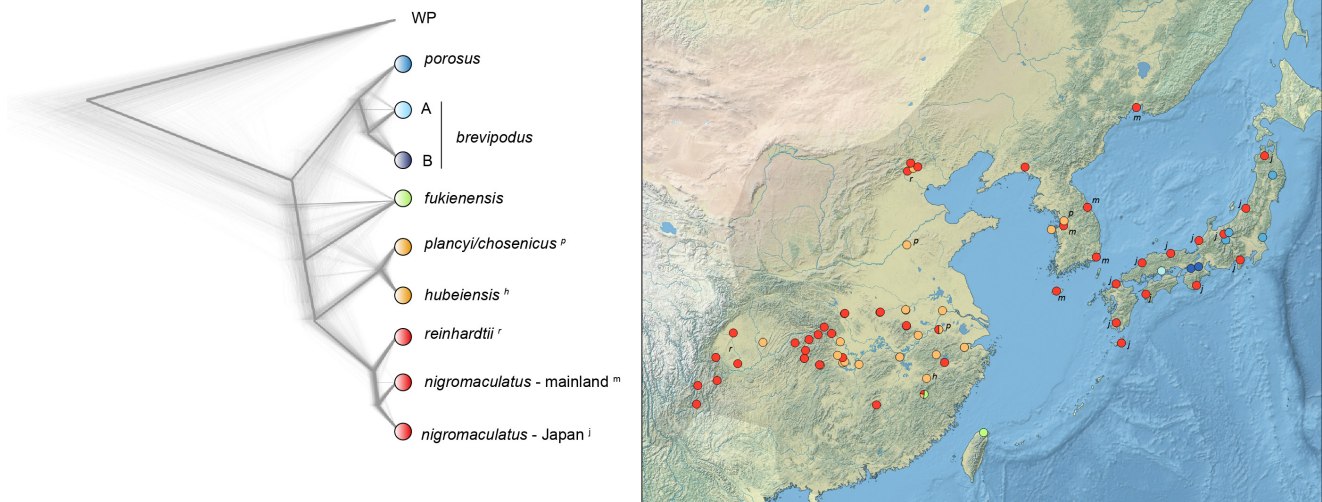 WP
porosus
A
brevipodus
B
fukienensis
plancyi/chosenicus p
hubeiensis h
reinhardtii r
nigromaculatus - mainland m
nigromaculatus - Japan j
m
r
j
m
j
p
m
j
p
j
j
m
j
j
m
j
j
p
j
r
j
h